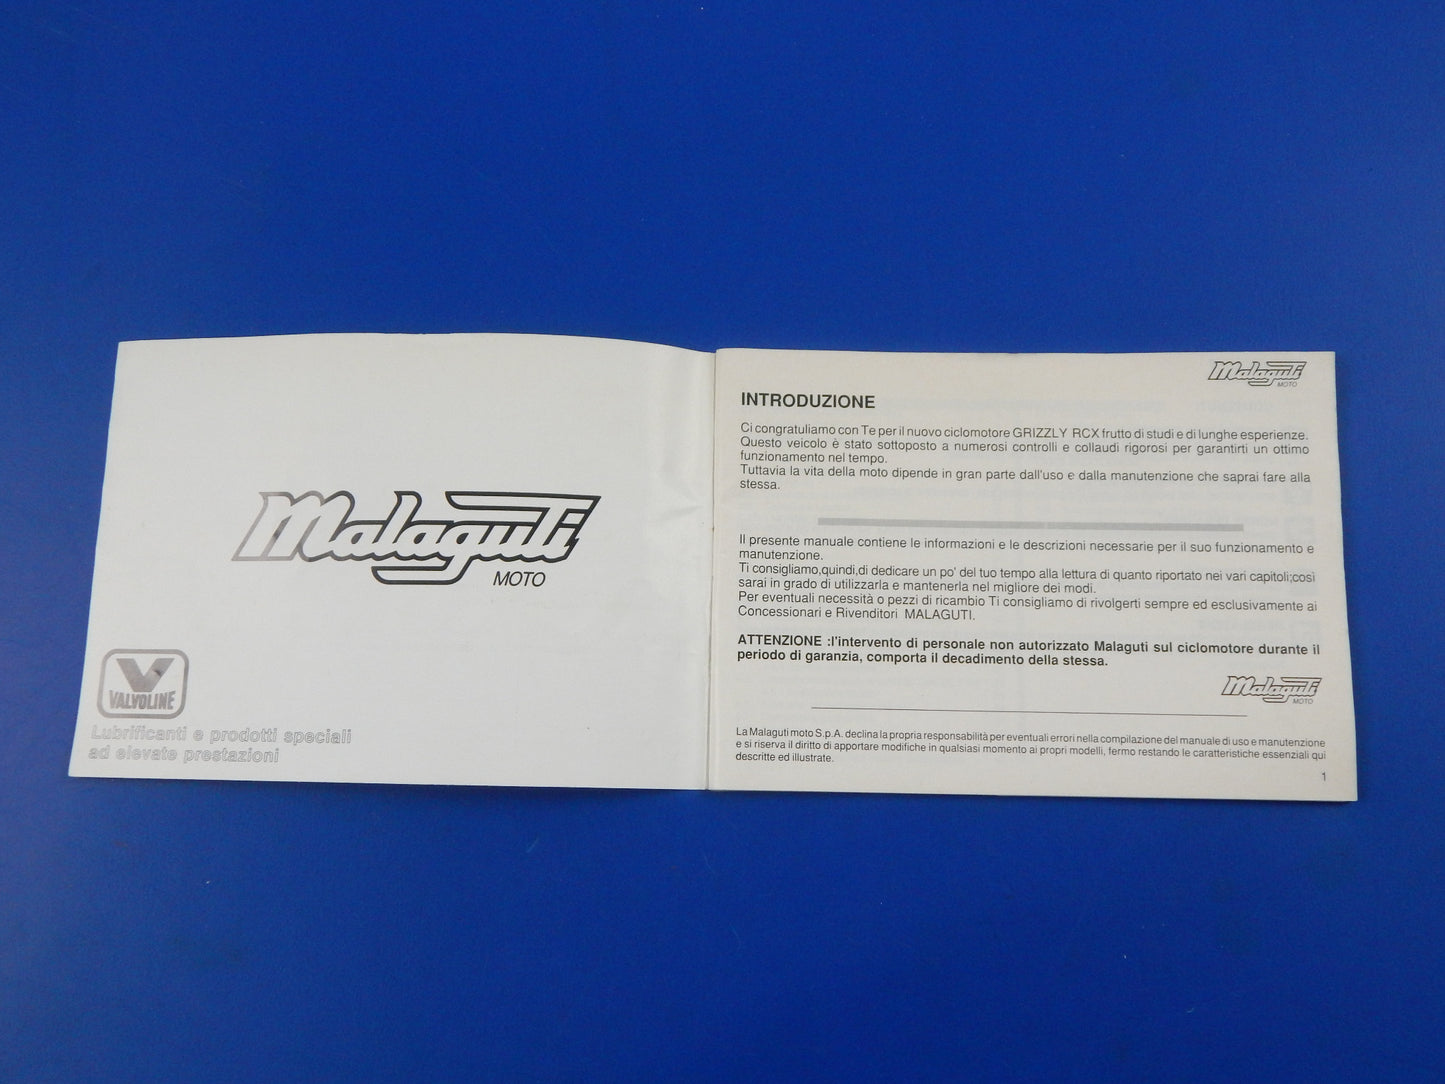 Malaguti
MOTO
VALVOLINE
Lubrificanti e prodotti speciali
ad elevate prestazioni
Malaguti
MOTO
INTRODUZIONE
Ci congratuliamo con Te per il nuovo ciclomotore GRIZZLY RCX frutto di studi e di lunghe esperienze.
Questo veicolo è stato sottoposto a numerosi controlli e collaudi rigorosi per garantirti un ottimo
funzionamento nel tempo.
Tuttavia la vita della moto dipende in gran parte dall'uso e dalla manutenzione che saprai fare alla
stessa.
Il presente manuale contiene le informazioni e le descrizioni necessarie per il suo funzionamento e
manutenzione.
Ti consigliamo,quindi,di dedicare un po' del tuo tempo alla lettura di quanto riportato nei vari capitoli;così
sarai in grado di utilizzarla e mantenerla nel migliore dei modi.
Per eventuali necessità o pezzi di ricambio Ti consigliamo di rivolgerti sempre ed esclusivamente ai
Concessionari e Rivenditori MALAGUTI.
ATTENZIONE :l'intervento di personale non autorizzato Malaguti sul ciclomotore durante il
periodo di garanzia, comporta il decadimento della stessa.
Malaguti
MOTO
La Malaguti moto S.p.A. declina la propria responsabilità per eventuali errori nella compilazione del manuale di uso e manutenzione
e si riserva il diritto di apportare modifiche in qualsiasi momento ai propri modelli, fermo restando le caratteristiche essenziali qui
descritte ed illustrate.
1